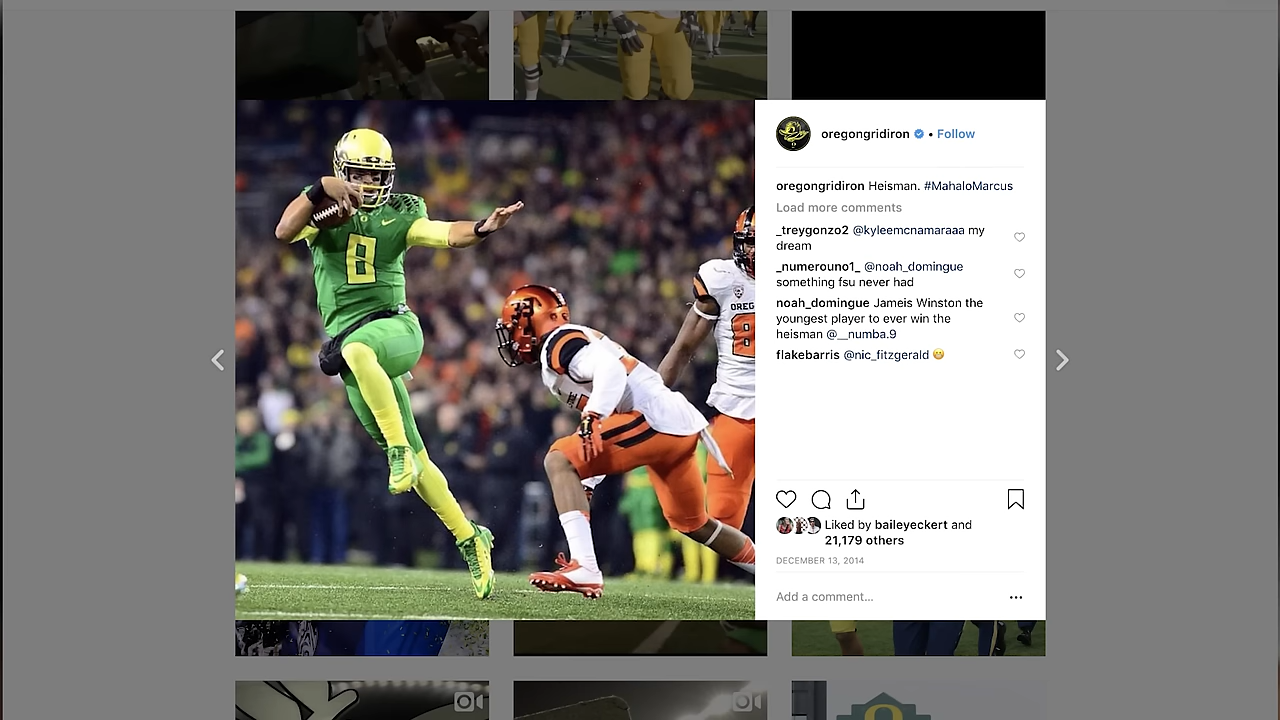 oregongridiron • Follow
oregongridiron Heisman. #MahaloMarcus
Load more comments
_treygonzo2 @kyleemcnamaraaa my
dream
_numerouno1_ @noah_domingue
something fsu never had
noah_domingue Jameis Winston the
youngest player to ever win the
heisman @__numba.9
flakebarris @nic_fitzgerald 😁
Liked by baileyeckert and
21,179 others
DECEMBER 13, 2014
Add a comment...
8
OREG
8
O